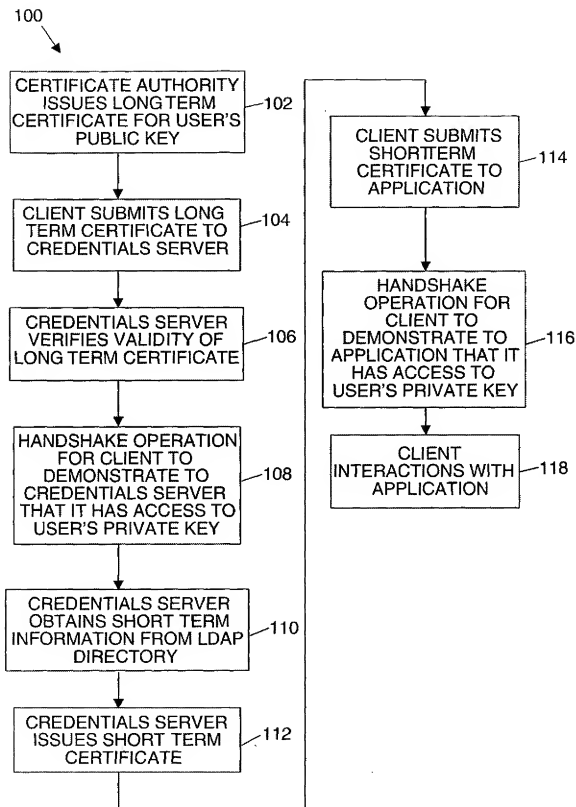 100
CERTIFICATE AUTHORITY
ISSUES LONG TERM
CERTIFICATE FOR USER'S
PUBLIC KEY
102
CLIENT SUBMITS LONG
TERM CERTIFICATE TO
CREDENTIALS SERVER
104
CREDENTIALS SERVER
VERIFIES VALIDITY OF
LONG TERM CERTIFICATE
106
HANDSHAKE OPERATION
FOR CLIENT TO
DEMONSTRATE TO
CREDENTIALS SERVER
THAT IT HAS ACCESS TO
USER'S PRIVATE KEY
108
CREDENTIALS SERVER
OBTAINS SHORT TERM
INFORMATION FROM LDAP
DIRECTORY
110
CREDENTIALS SERVER
ISSUES SHORT TERM
CERTIFICATE
112
CLIENT SUBMITS
SHORT TERM
CERTIFICATE TO
APPLICATION
114
HANDSHAKE
OPERATION FOR
CLIENT TO
DEMONSTRATE TO
APPLICATION THAT IT
HAS ACCESS TO
USER'S PRIVATE KEY
116
CLIENT
INTERACTIONS WITH
APPLICATION
118